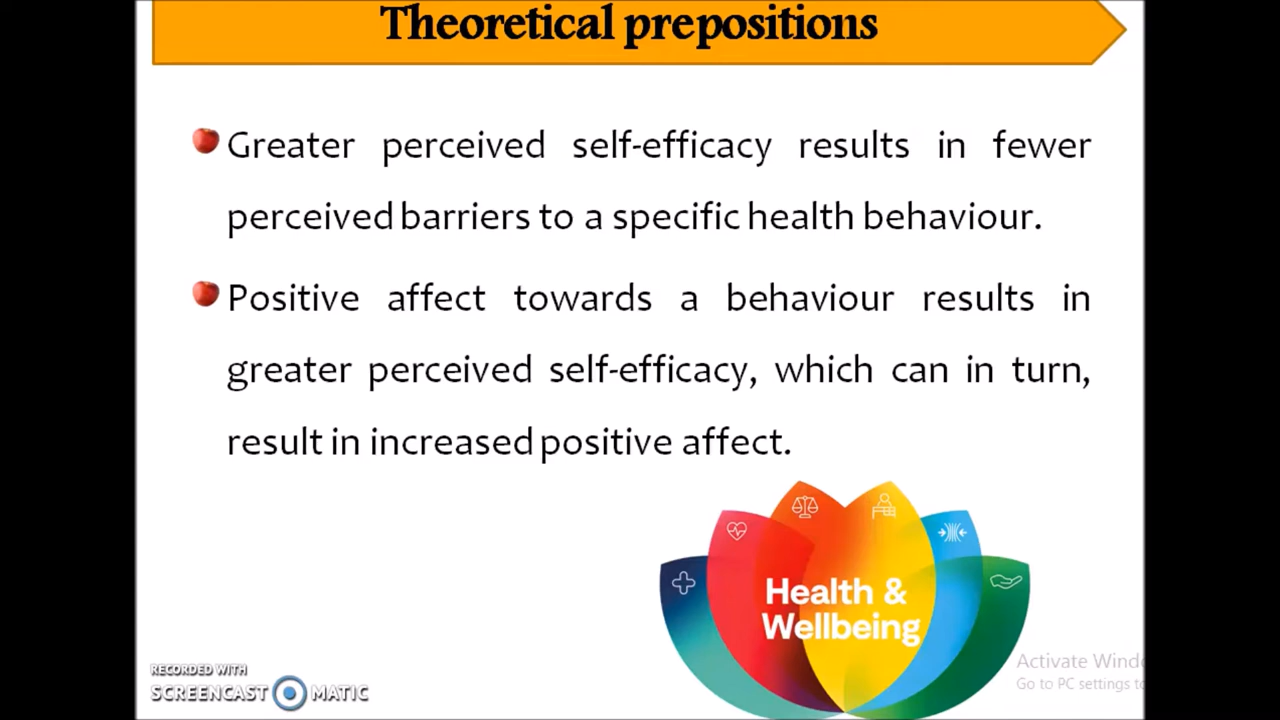 Theoretical prepositions
Greater perceived self-efficacy results in fewer
perceived barriers to a specific health behaviour.
Positive affect towards a behaviour results in
greater perceived self-efficacy, which can in turn,
result in increased positive affect.
Health &
Wellbeing
RECORDED WITH
SCREENCAST MATIC
Activate Windo
Go to PC settings to